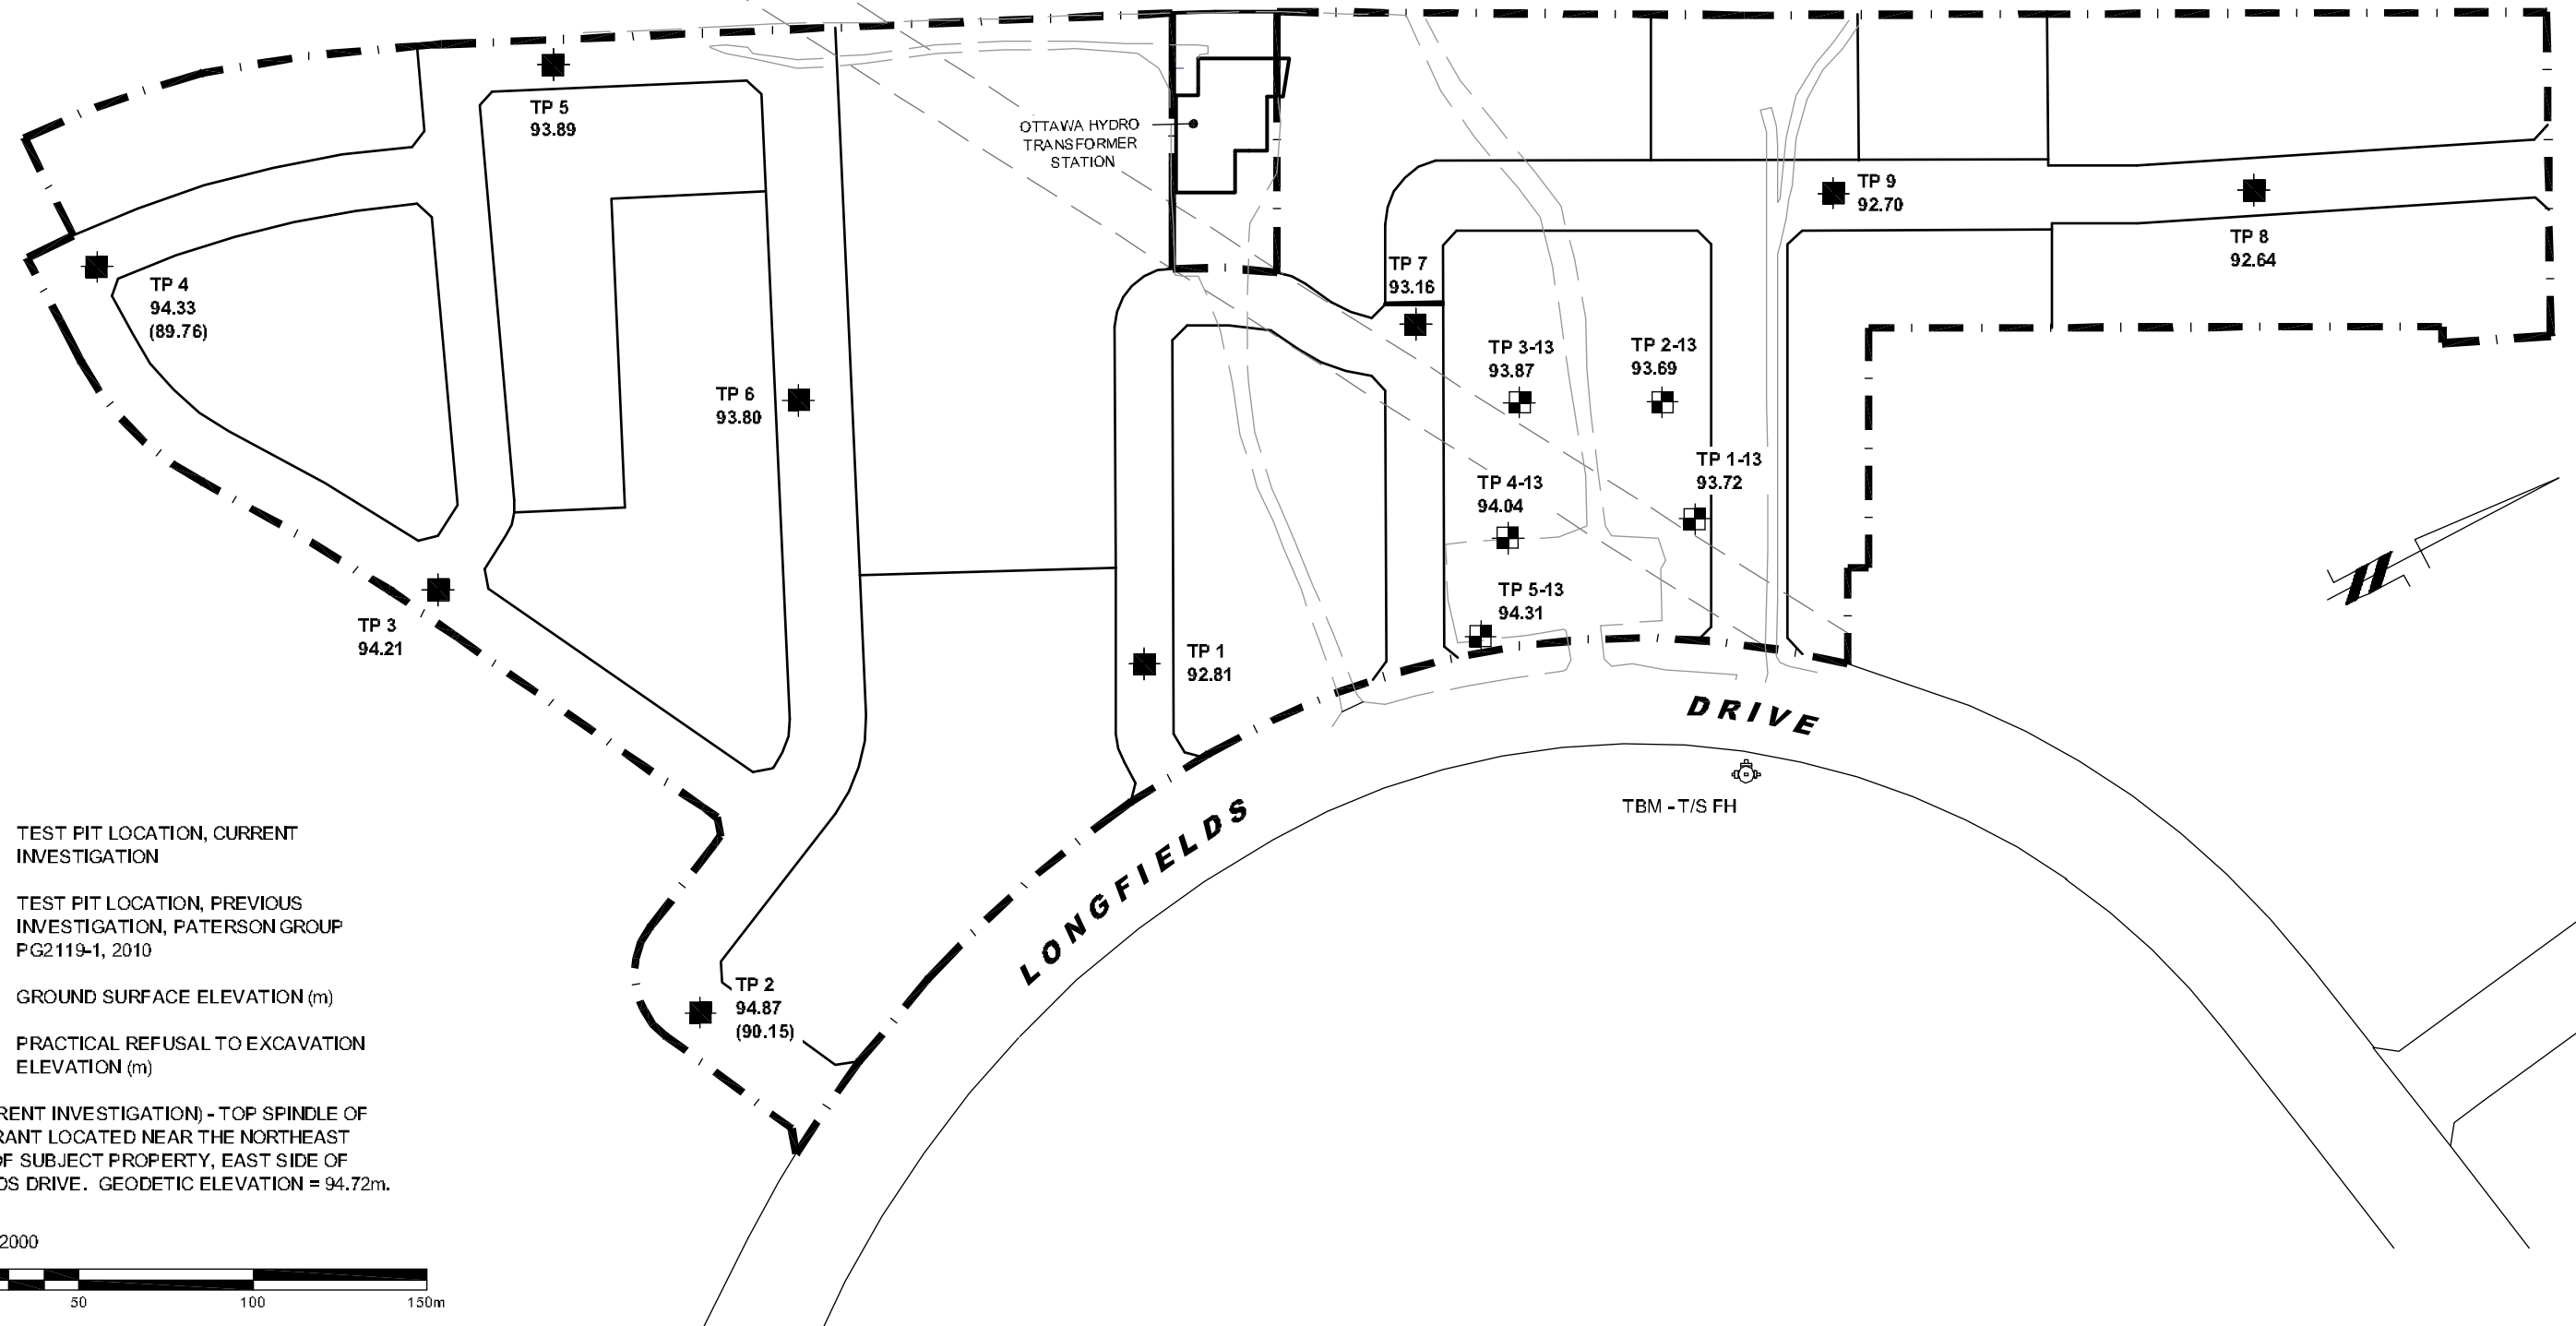 TP 5
93.89
OTTAWA HYDRO
TRANSFORMER
STATION
TP 9
92.70
TP 8
92.64
TP 4
94.33
(89.76)
TP 7
93.16
TP 6
93.80
TP 3-13
93.87
TP 2-13
93.69
TP 1-13
93.72
TP 4-13
94.04
TP 5-13
94.31
TP 3
94.21
TP 1
92.81
LONGFIELDS
DRIVE
TBM - T/S FH
TP 2
94.87
(90.15)
TEST PIT LOCATION, CURRENT
INVESTIGATION
TEST PIT LOCATION, PREVIOUS
INVESTIGATION, PATERSON GROUP
PG2119-1, 2010
GROUND SURFACE ELEVATION (m)
PRACTICAL REFUSAL TO EXCAVATION
ELEVATION (m)
RENT INVESTIGATION) - TOP SPINDLE OF
RANT LOCATED NEAR THE NORTHEAST
OF SUBJECT PROPERTY, EAST SIDE OF
DS DRIVE. GEODETIC ELEVATION = 94.72m.
2000
50 100 150m